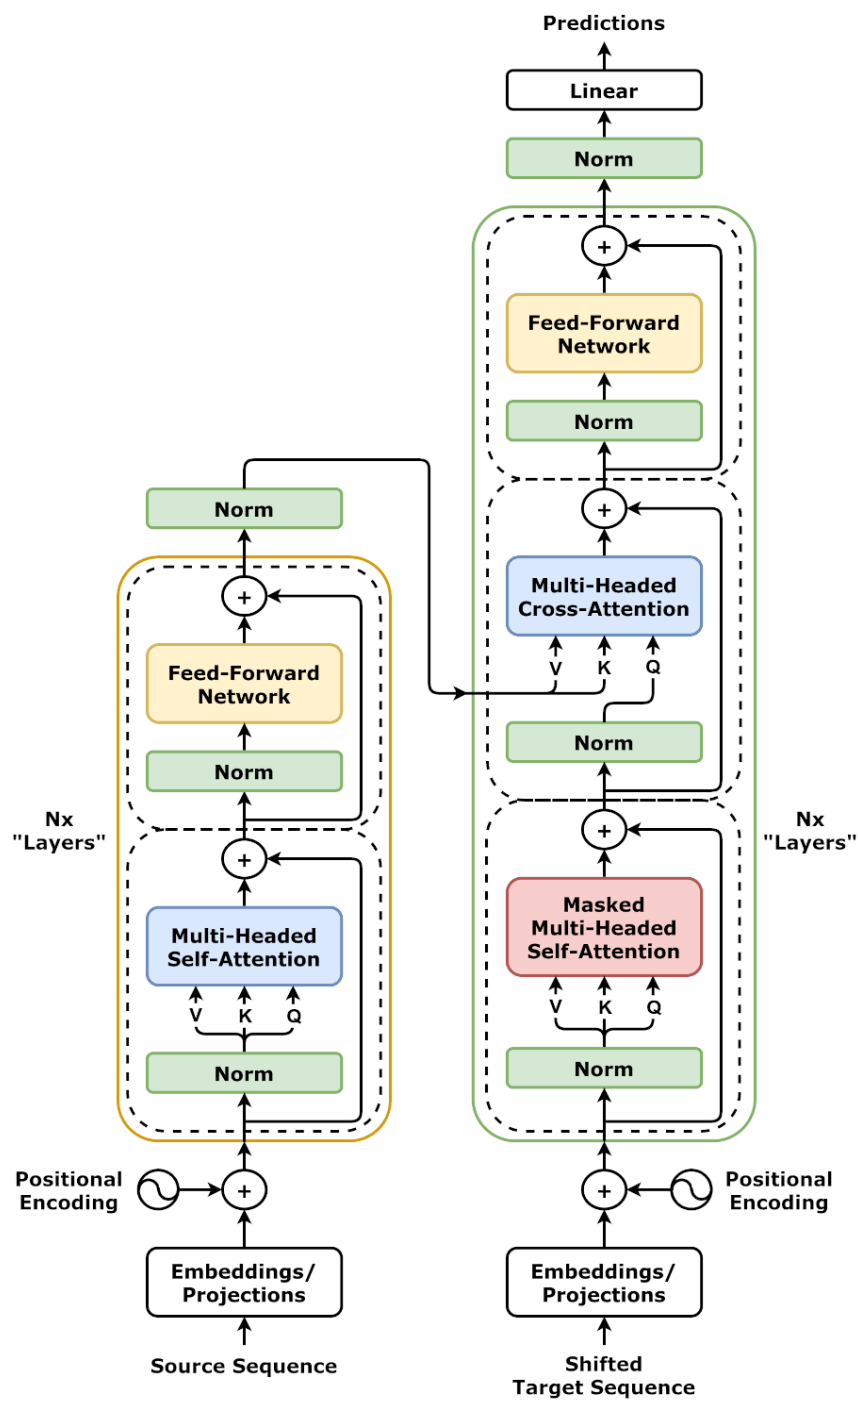 Predictions
Linear
Norm
Feed-Forward
Network
Norm
Multi-Headed
Cross-Attention
V K Q
Norm
Masked
Multi-Headed
Self-Attention
V K Q
Norm
Nx
"Layers"
Positional
Encoding
Embeddings/
Projections
Shifted
Target Sequence
Norm
Feed-Forward
Network
Norm
Nx
"Layers"
Multi-Headed
Self-Attention
V K Q
Norm
Positional
Encoding
Embeddings/
Projections
Source Sequence